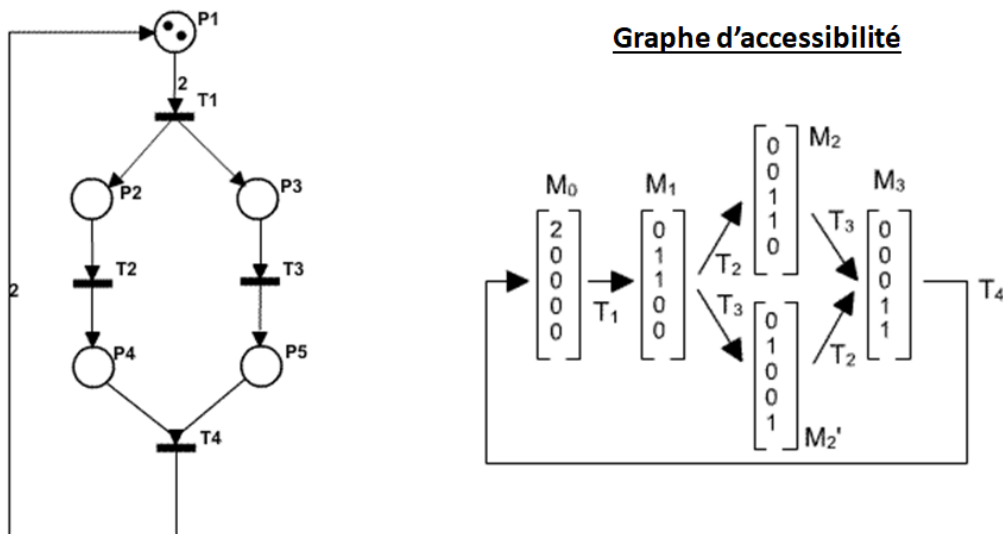 P1
2
T1
P2
P3
T2
T3
2
P4
P5
T4
Graphe d’accessibilité
M₀
2
0
0
0
0
T₁
M₁
0
1
1
0
0
T₂
T₃
M₂
0
0
1
1
0
0
1
0
0
1
M₂'
T₃
T₂
M₃
0
0
0
1
1
T₄